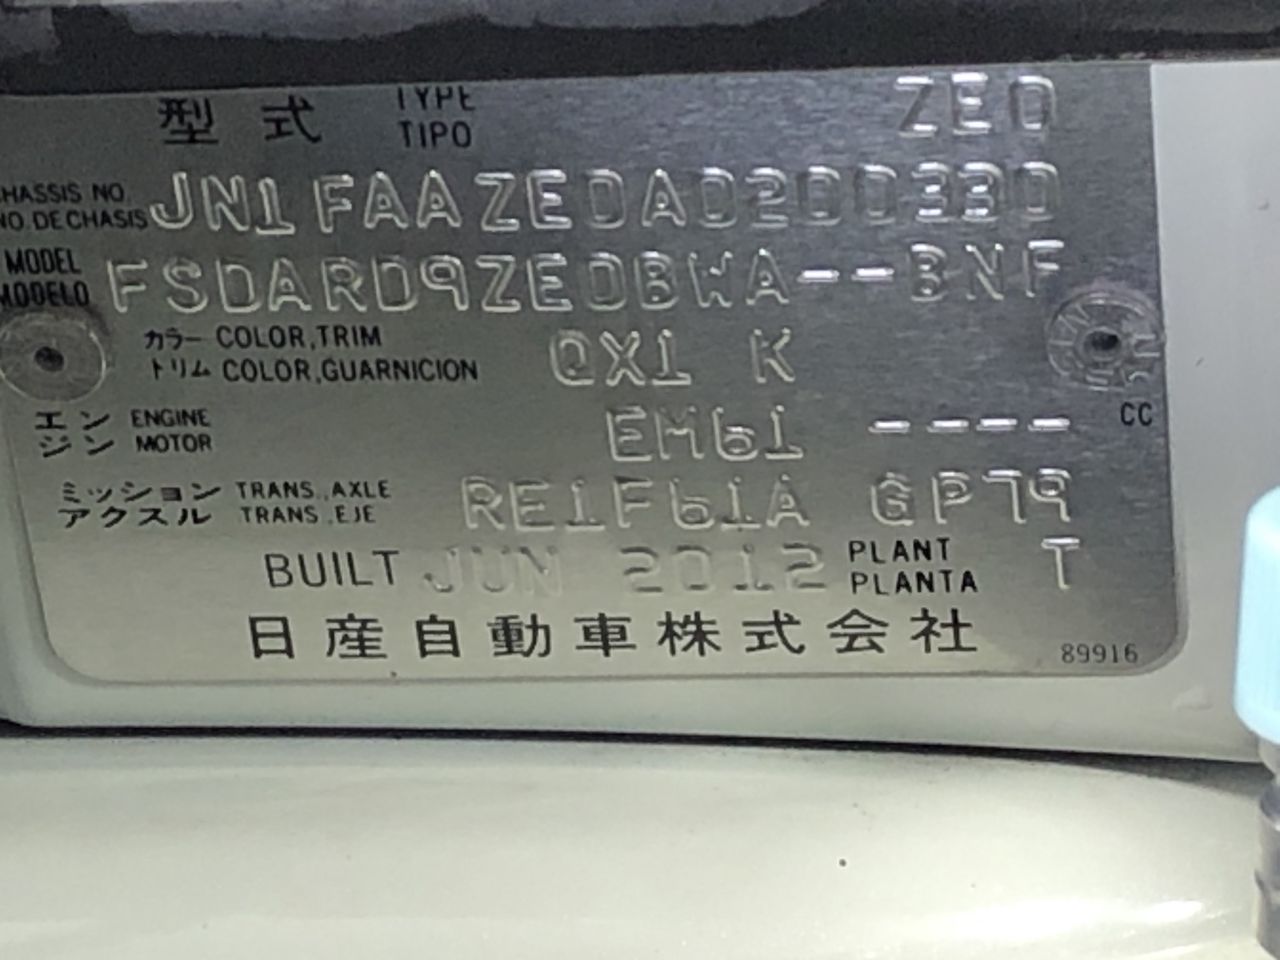 型式 TYPE TIPO ZE0
CHASSIS NO. NO. DE CHASIS JN1FAAZE0A0200330
MODEL MODELO FSDARD9ZE0BWA--BNF
カラー COLOR,TRIM トリム COLOR,GUARNICION QX1 K
エンジン ENGINE MOTOR EM61 ---- CC
ミッション TRANS.,AXLE アクスル TRANS.,EJE RE1F61A GP79
BUILT JUN 2012 PLANT PLANTA T
日産自動車株式会社 89916